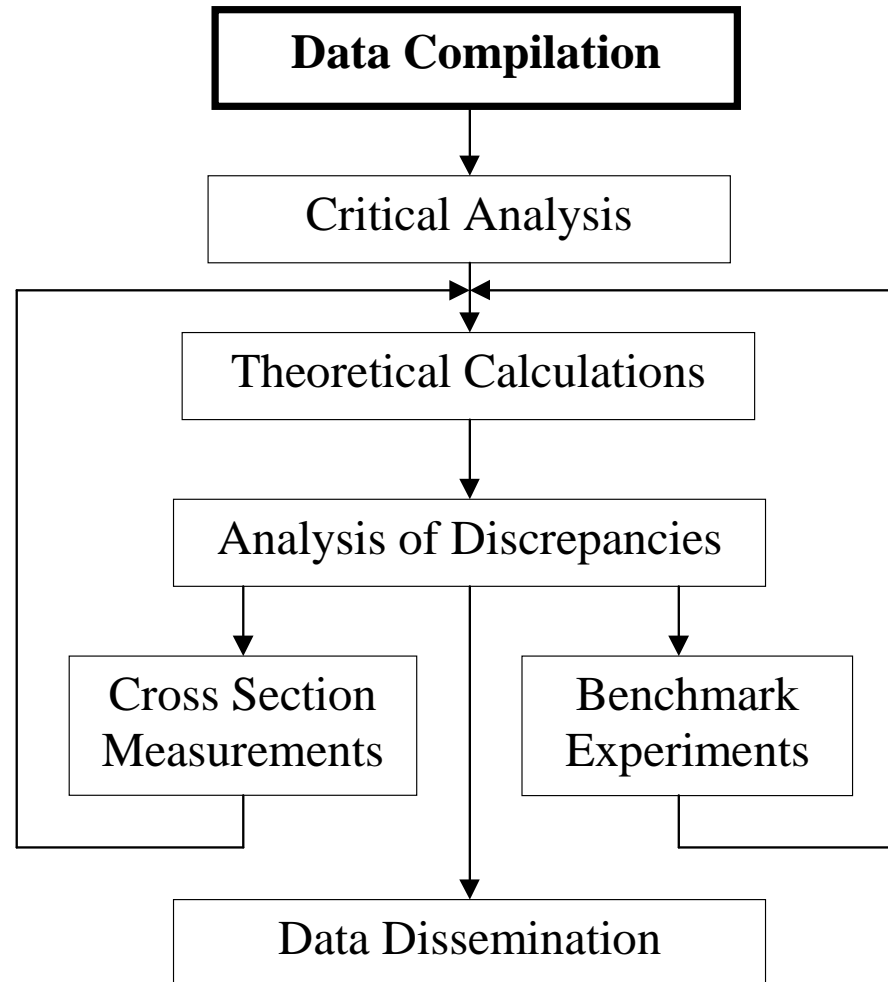 Data Compilation
Critical Analysis
Theoretical Calculations
Analysis of Discrepancies
Cross Section
Measurements
Benchmark
Experiments
Data Dissemination